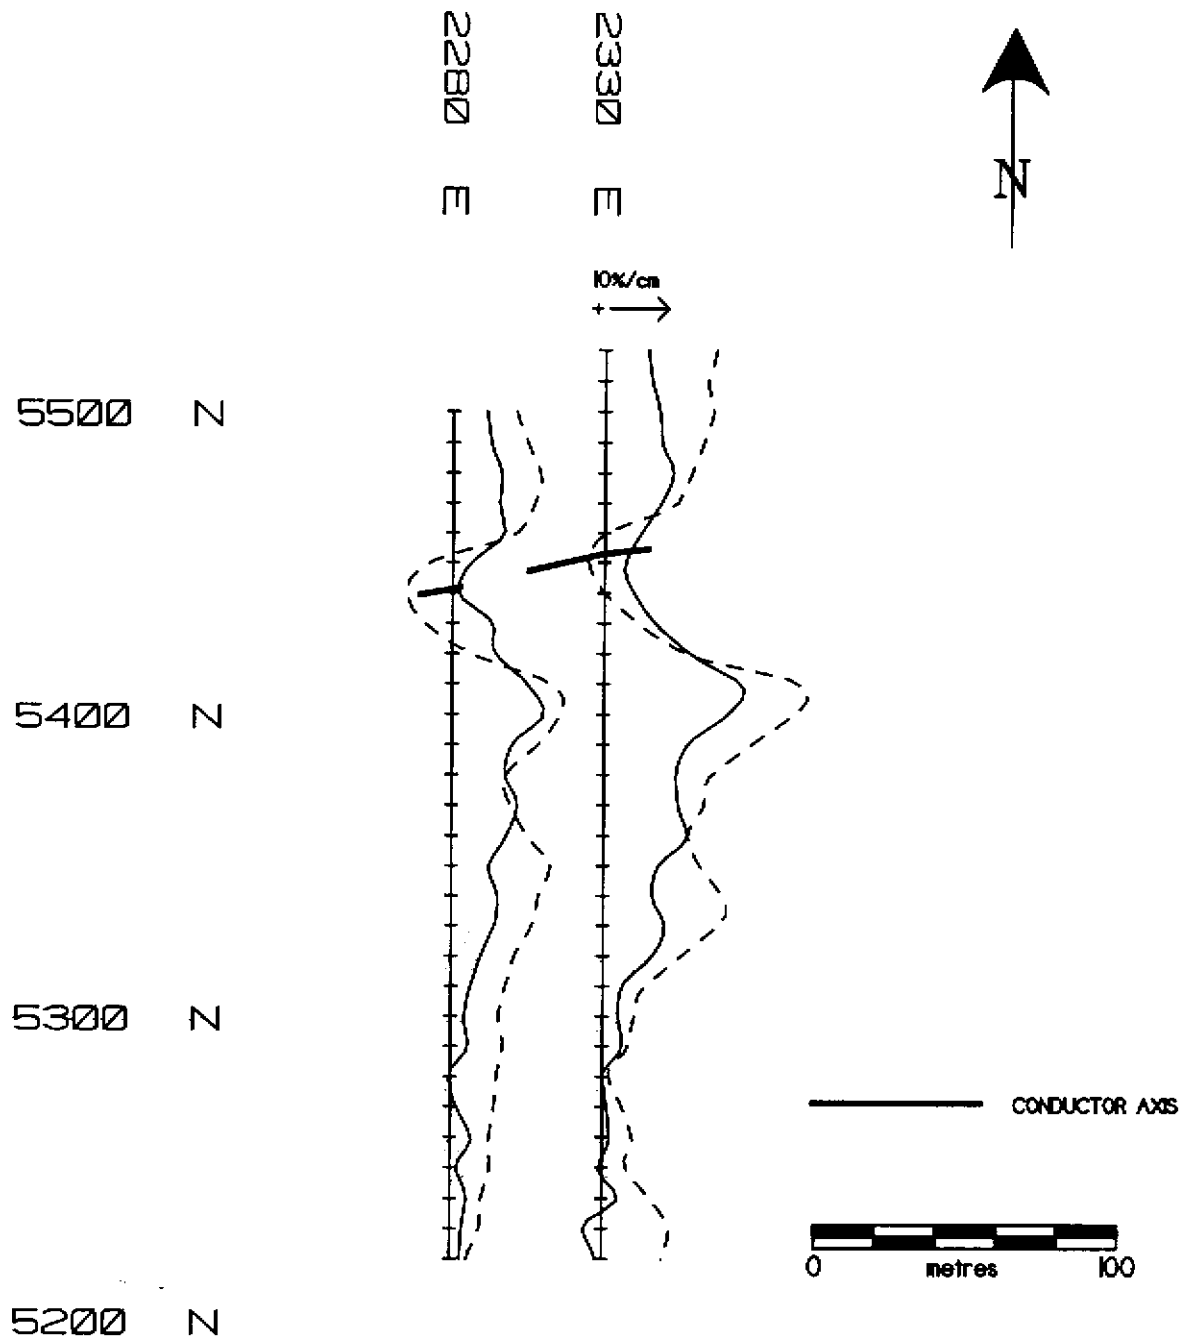 2280 E
2330 E
N
10%/cm
+
5500 N
5400 N
5300 N
CONDUCTOR AXIS
0 metres 100
5200 N